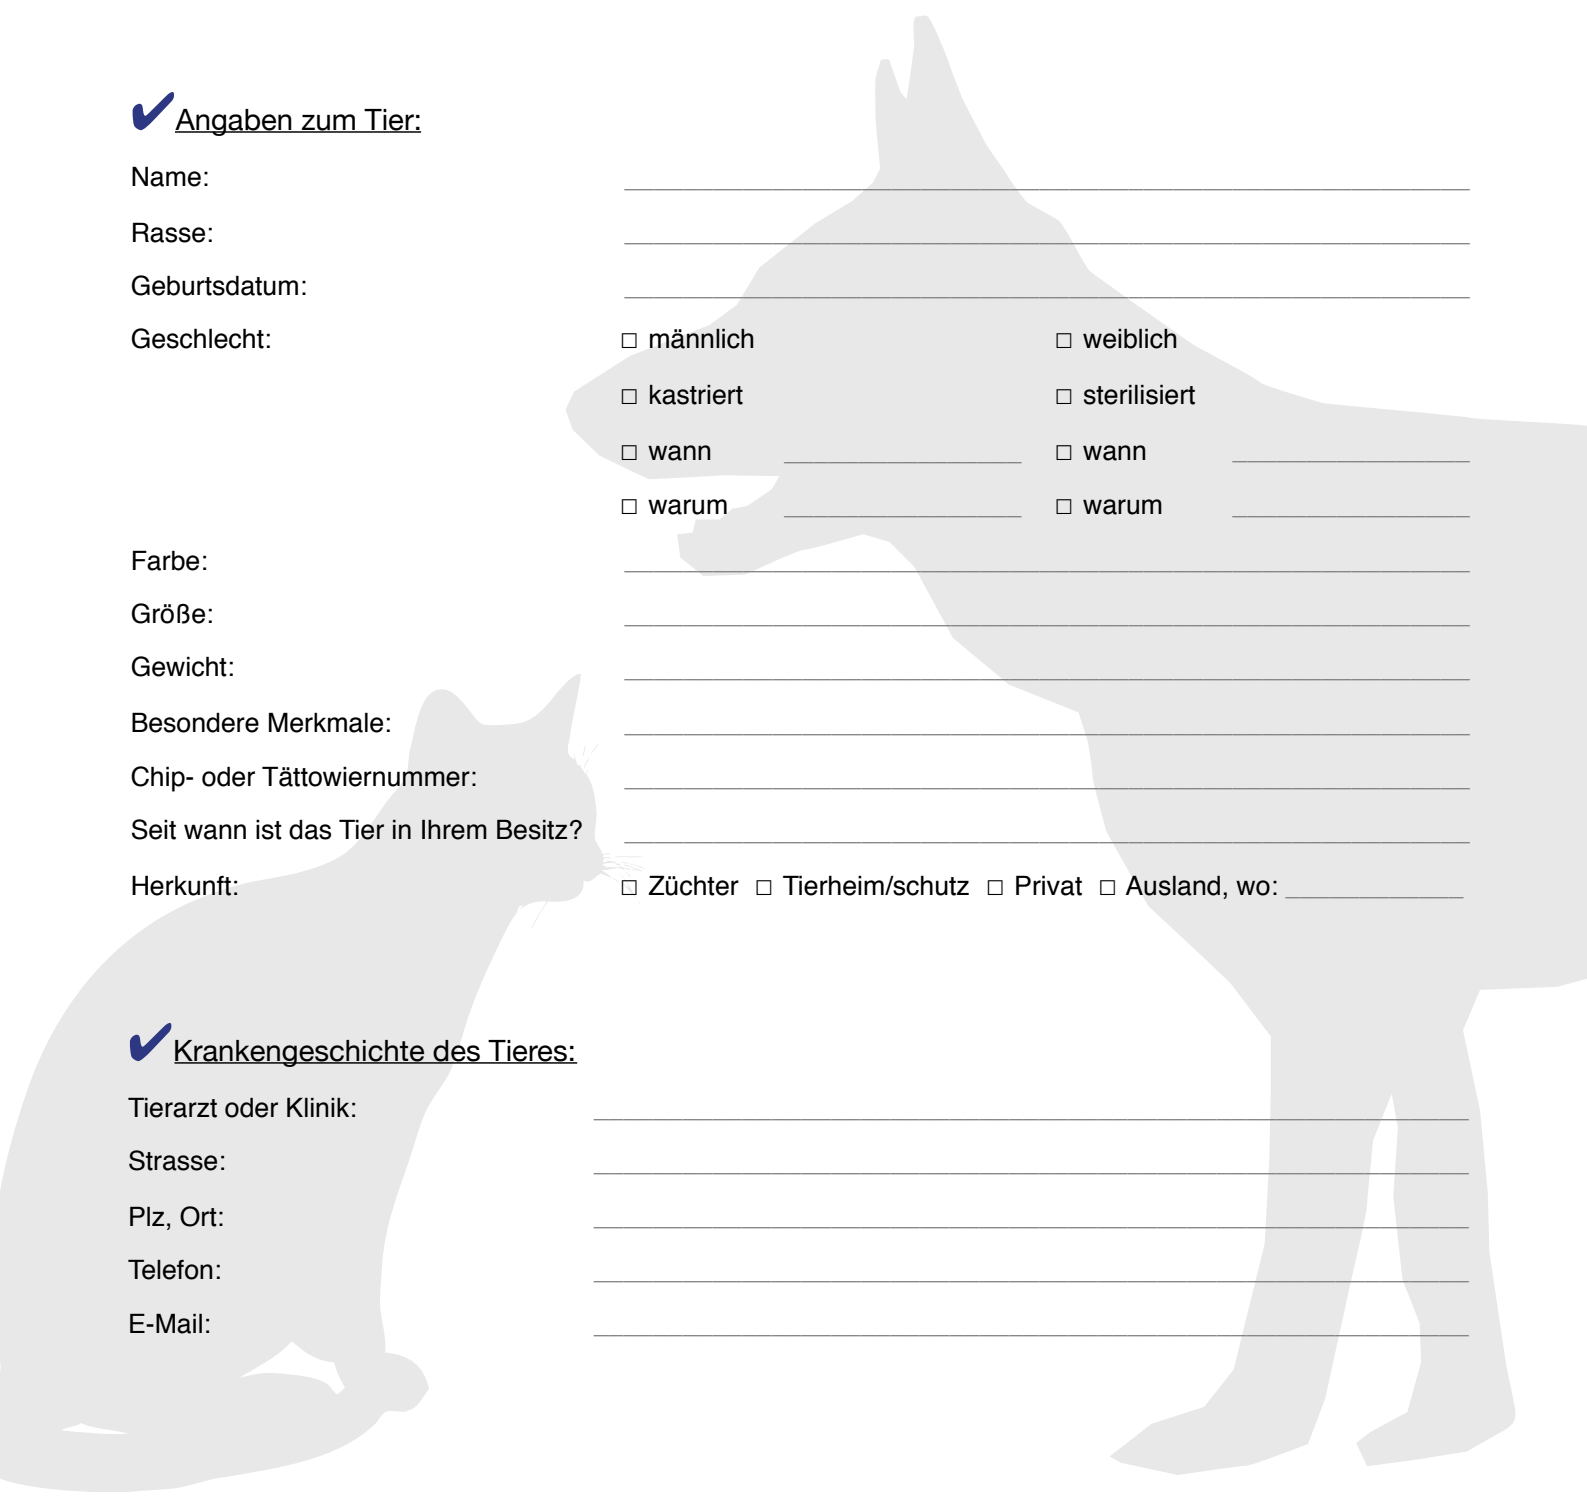 ✔Angaben zum Tier:
Name:
Rasse:
Geburtsdatum:
Geschlecht: □ männlich □ weiblich
□ kastriert □ sterilisiert
□ wann □ wann
□ warum □ warum
Farbe:
Größe:
Gewicht:
Besondere Merkmale:
Chip- oder Tättowiernummer:
Seit wann ist das Tier in Ihrem Besitz?
Herkunft: □ Züchter □ Tierheim/schutz □ Privat □ Ausland, wo:
✔Krankengeschichte des Tieres:
Tierarzt oder Klinik:
Strasse:
Plz, Ort:
Telefon:
E-Mail: